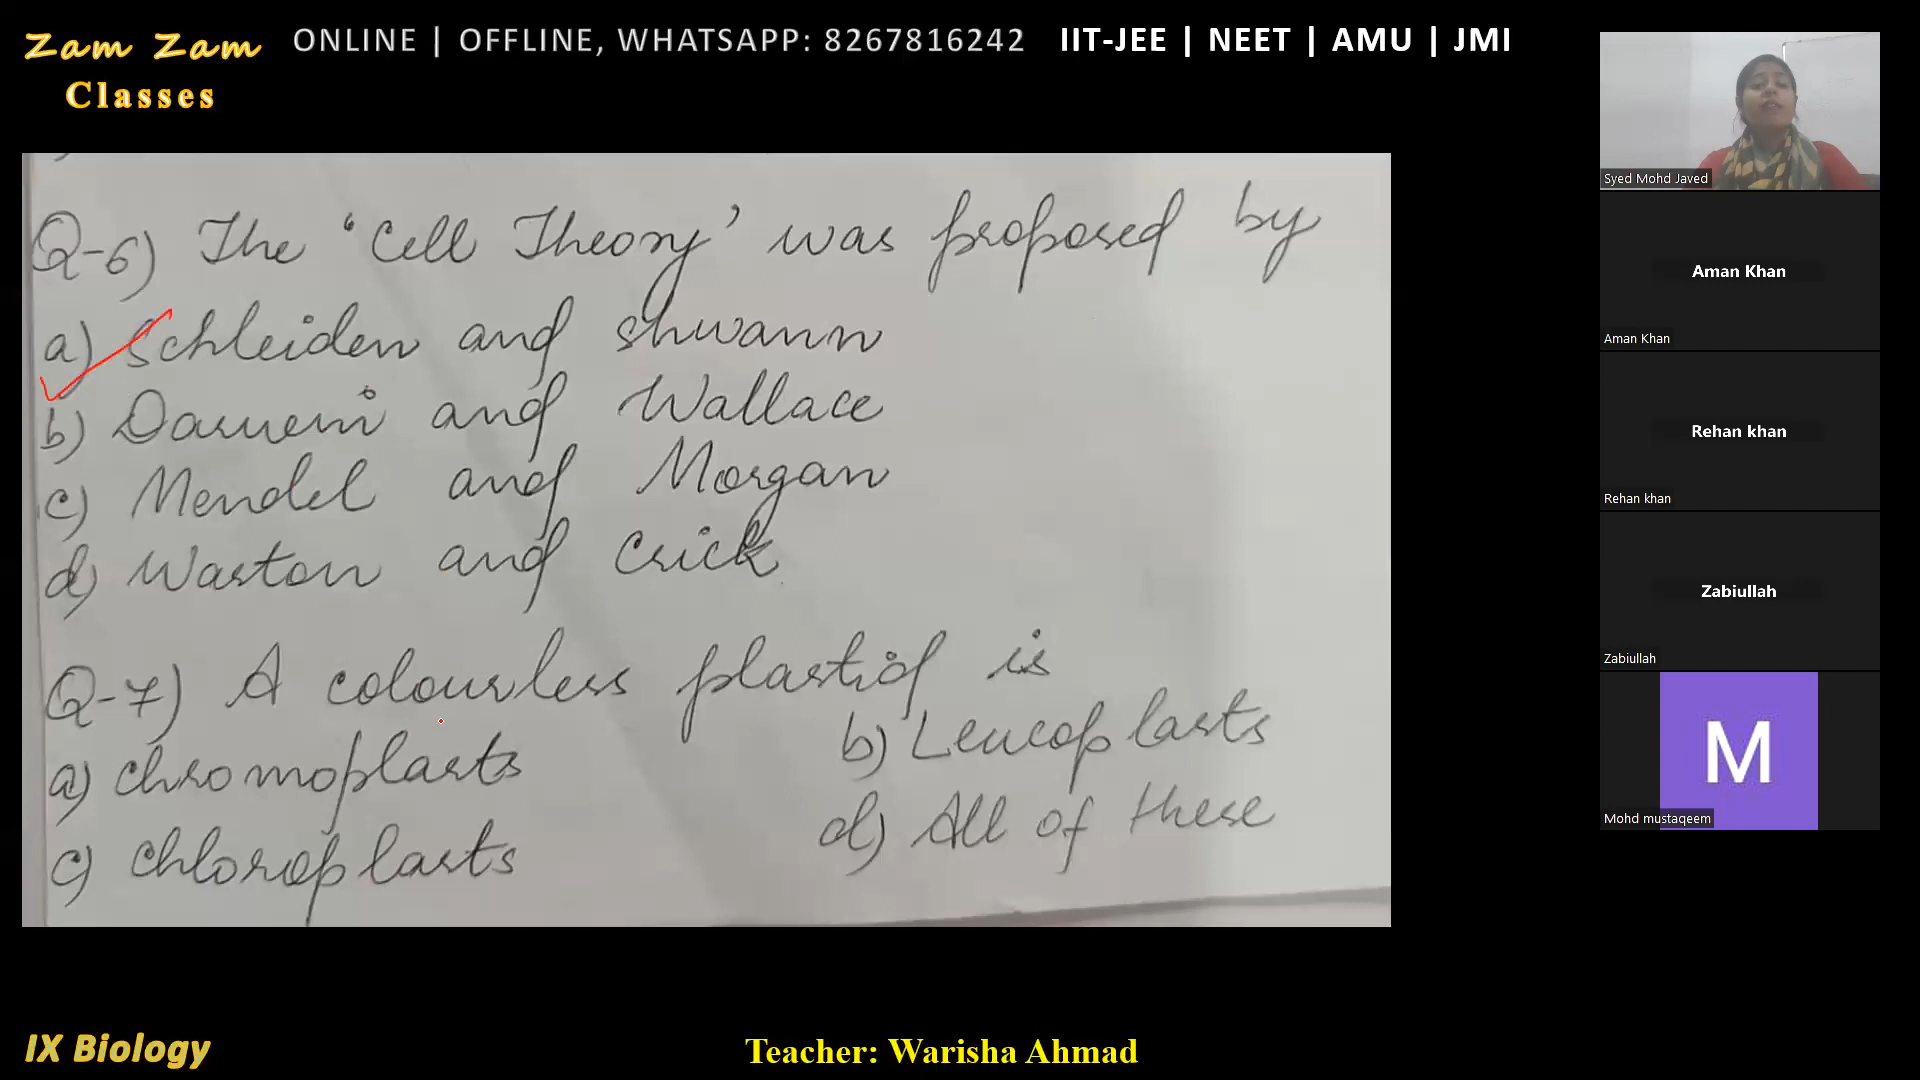 Zam Zam
Classes
ONLINE | OFFLINE, WHATSAPP: 8267816242 IIT-JEE | NEET | AMU | JMI
Q-6) The 'Cell Theory' was proposed by
a) Schleiden and shwann
b) Darwein and Wallace
c) Mendel and Morgan
d) Waston and Crick
Q-7) A colourless plastid is
a) chromoplasts
b) Leucoplasts
c) chloroplasts
d) All of these
Syed Mohd Javed
Aman Khan
Aman Khan
Rehan khan
Rehan khan
Zabiullah
Zabiullah
M
Mohd mustaqeem
IX Biology
Teacher: Warisha Ahmad